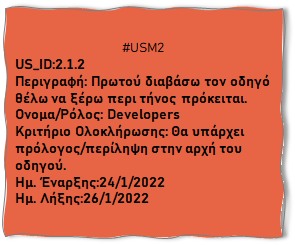 #USM2
US_ID:2.1.2
Περιγραφή: Πρωτού διαβάσω τον οδηγό
θέλω να ξέρω περι τήνος πρόκειται.
Ονομα/Ρόλος: Developers
Κριτήριο Ολοκλήρωσης: Θα υπάρχει
πρόλογος/περίληψη στην αρχή του
οδηγού.
Ημ. Έναρξης:24/1/2022
Ημ. Λήξης:26/1/2022